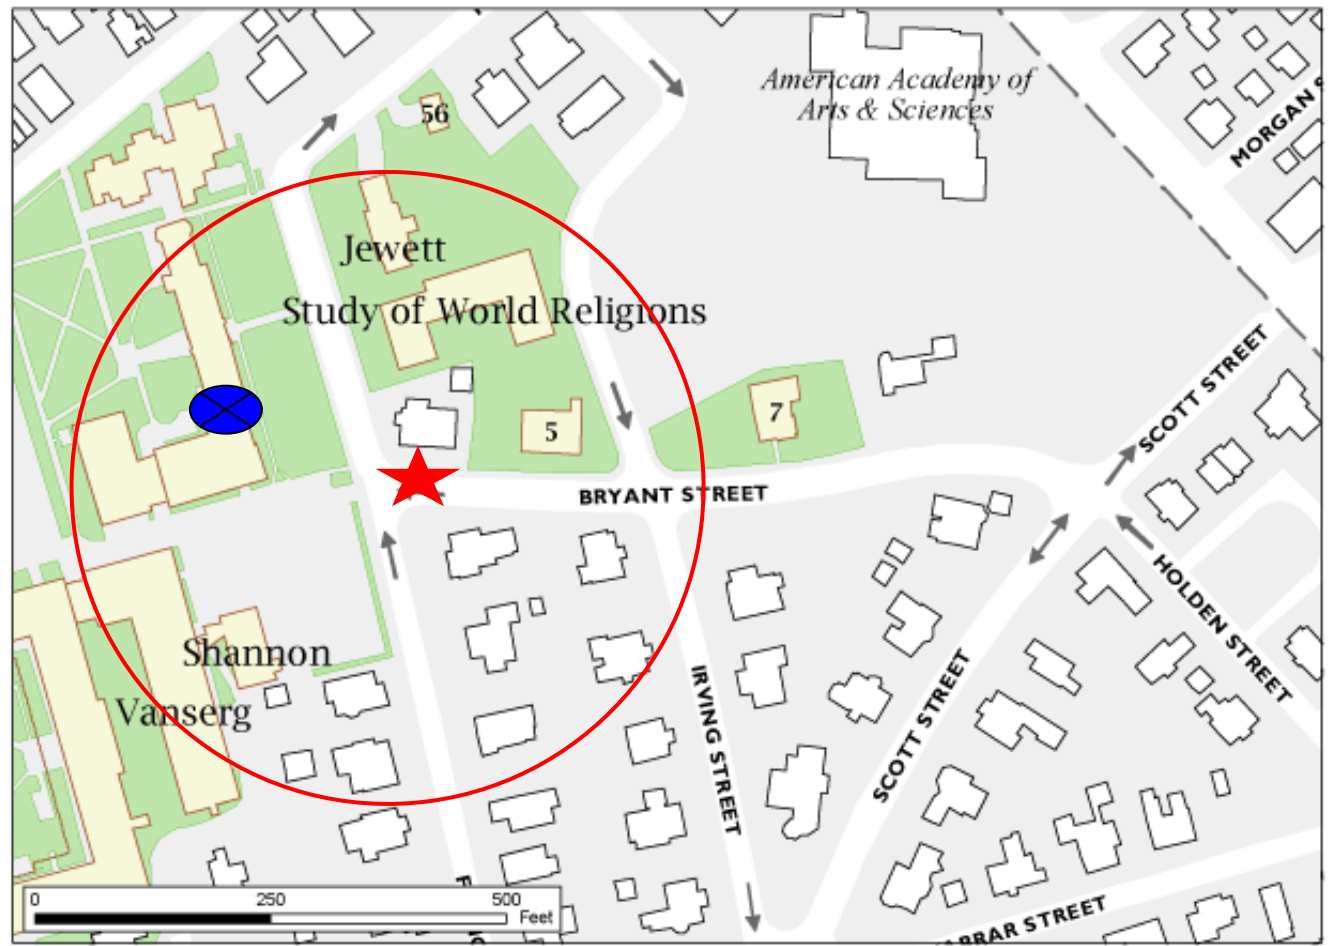 American Academy of
Arts & Sciences
56
MORGAN
Jewett
Study of World Religions
SCOTT STREET
7
5
BRYANT STREET
HOLDEN STREET
Shannon
IRVING STREET
SCOTT STREET
Vanserg
0 250 500
Feet
STREET